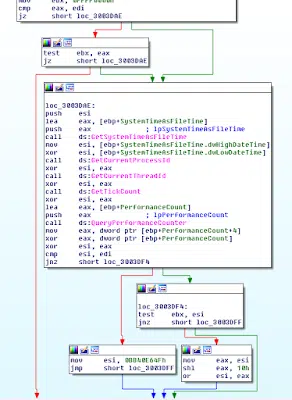 cmp eax, edi
jz short loc_3003DAE
test ebx, eax
jz short loc_3003DAE
loc_3003DAE:
push esi
lea eax, [ebp+SystemTimeAsFileTime]
push eax ; lpSystemTimeAsFileTime
call ds:GetSystemTimeAsFileTime
mov esi, [ebp+SystemTimeAsFileTime.dwHighDateTime]
xor esi, [ebp+SystemTimeAsFileTime.dwLowDateTime]
call ds:GetCurrentProcessId
xor esi, eax
call ds:GetCurrentThreadId
xor esi, eax
call ds:GetTickCount
xor esi, eax
lea eax, [ebp+PerformanceCount]
push eax ; lpPerformanceCount
call ds:QueryPerformanceCounter
mov eax, dword ptr [ebp+PerformanceCount+4]
xor eax, dword ptr [ebp+PerformanceCount]
xor esi, eax
cmp esi, edi
jnz short loc_3003DF4
loc_3003DF4:
test ebx, esi
jnz short loc_3003DFF
mov esi, 0BB40E64Fh
jmp short loc_3003DFF
mov eax, esi
shl eax, 10h
or esi, eax